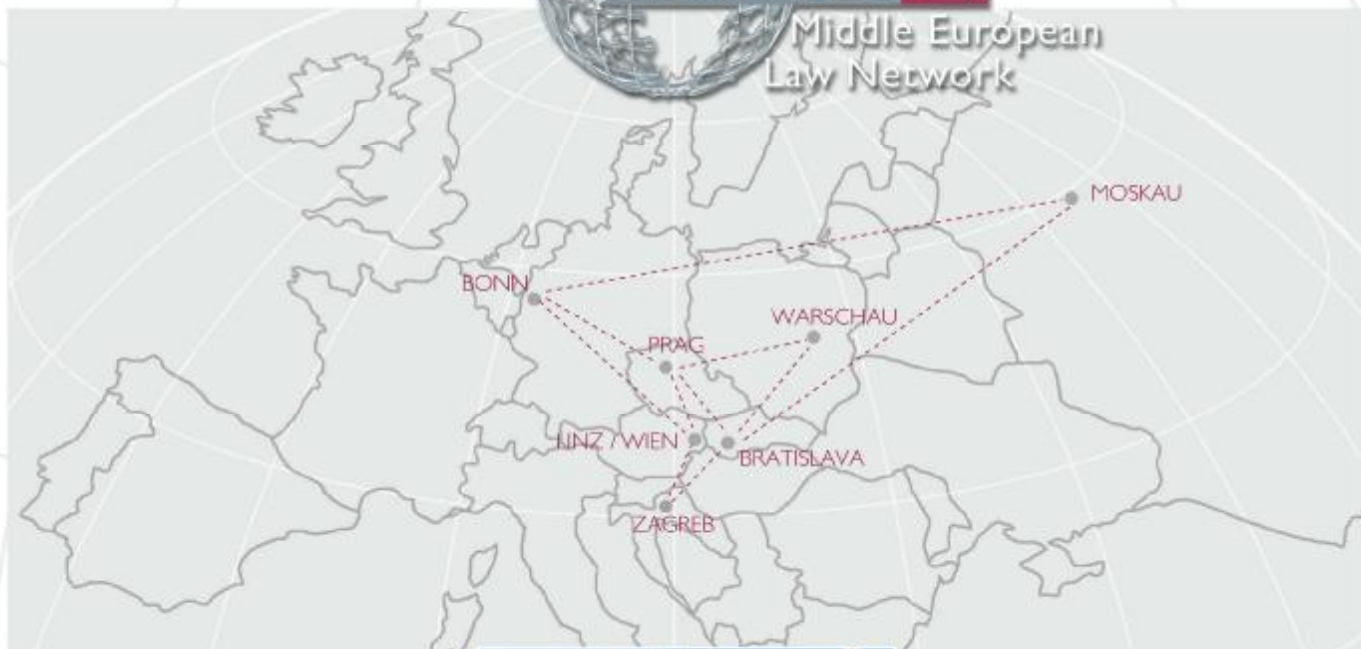 Middle European
Law Network
MOSKAU
BONN
WARSCHAU
PRAG
LINZ / WIEN
BRATISLAVA
ZAGREB